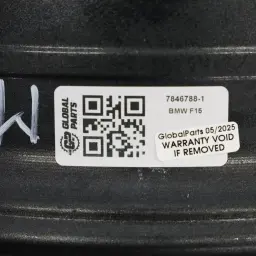 GLOBAL
PARTS
7846788-1
BMW F15
GlobalParts 05/2025
WARRANTY VOID
IF REMOVED